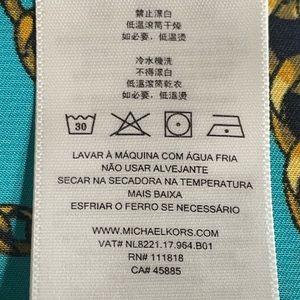 禁止漂白
低溫滾筒干燥
如必要，低溫燙
冷水機洗
不得漂白
低溫滾筒乾衣
如必要，低溫燙
30
LAVAR À MÁQUINA COM ÁGUA FRIA
NÃO USAR ALVEJANTE
SECAR NA SECADORA NA TEMPERATURA
MAIS BAIXA
ESFRIAR O FERRO SE NECESSÁRIO
WWW.MICHAELKORS.COM
VAT# NL8221.17.964.B01
RN# 111818
CA# 45885